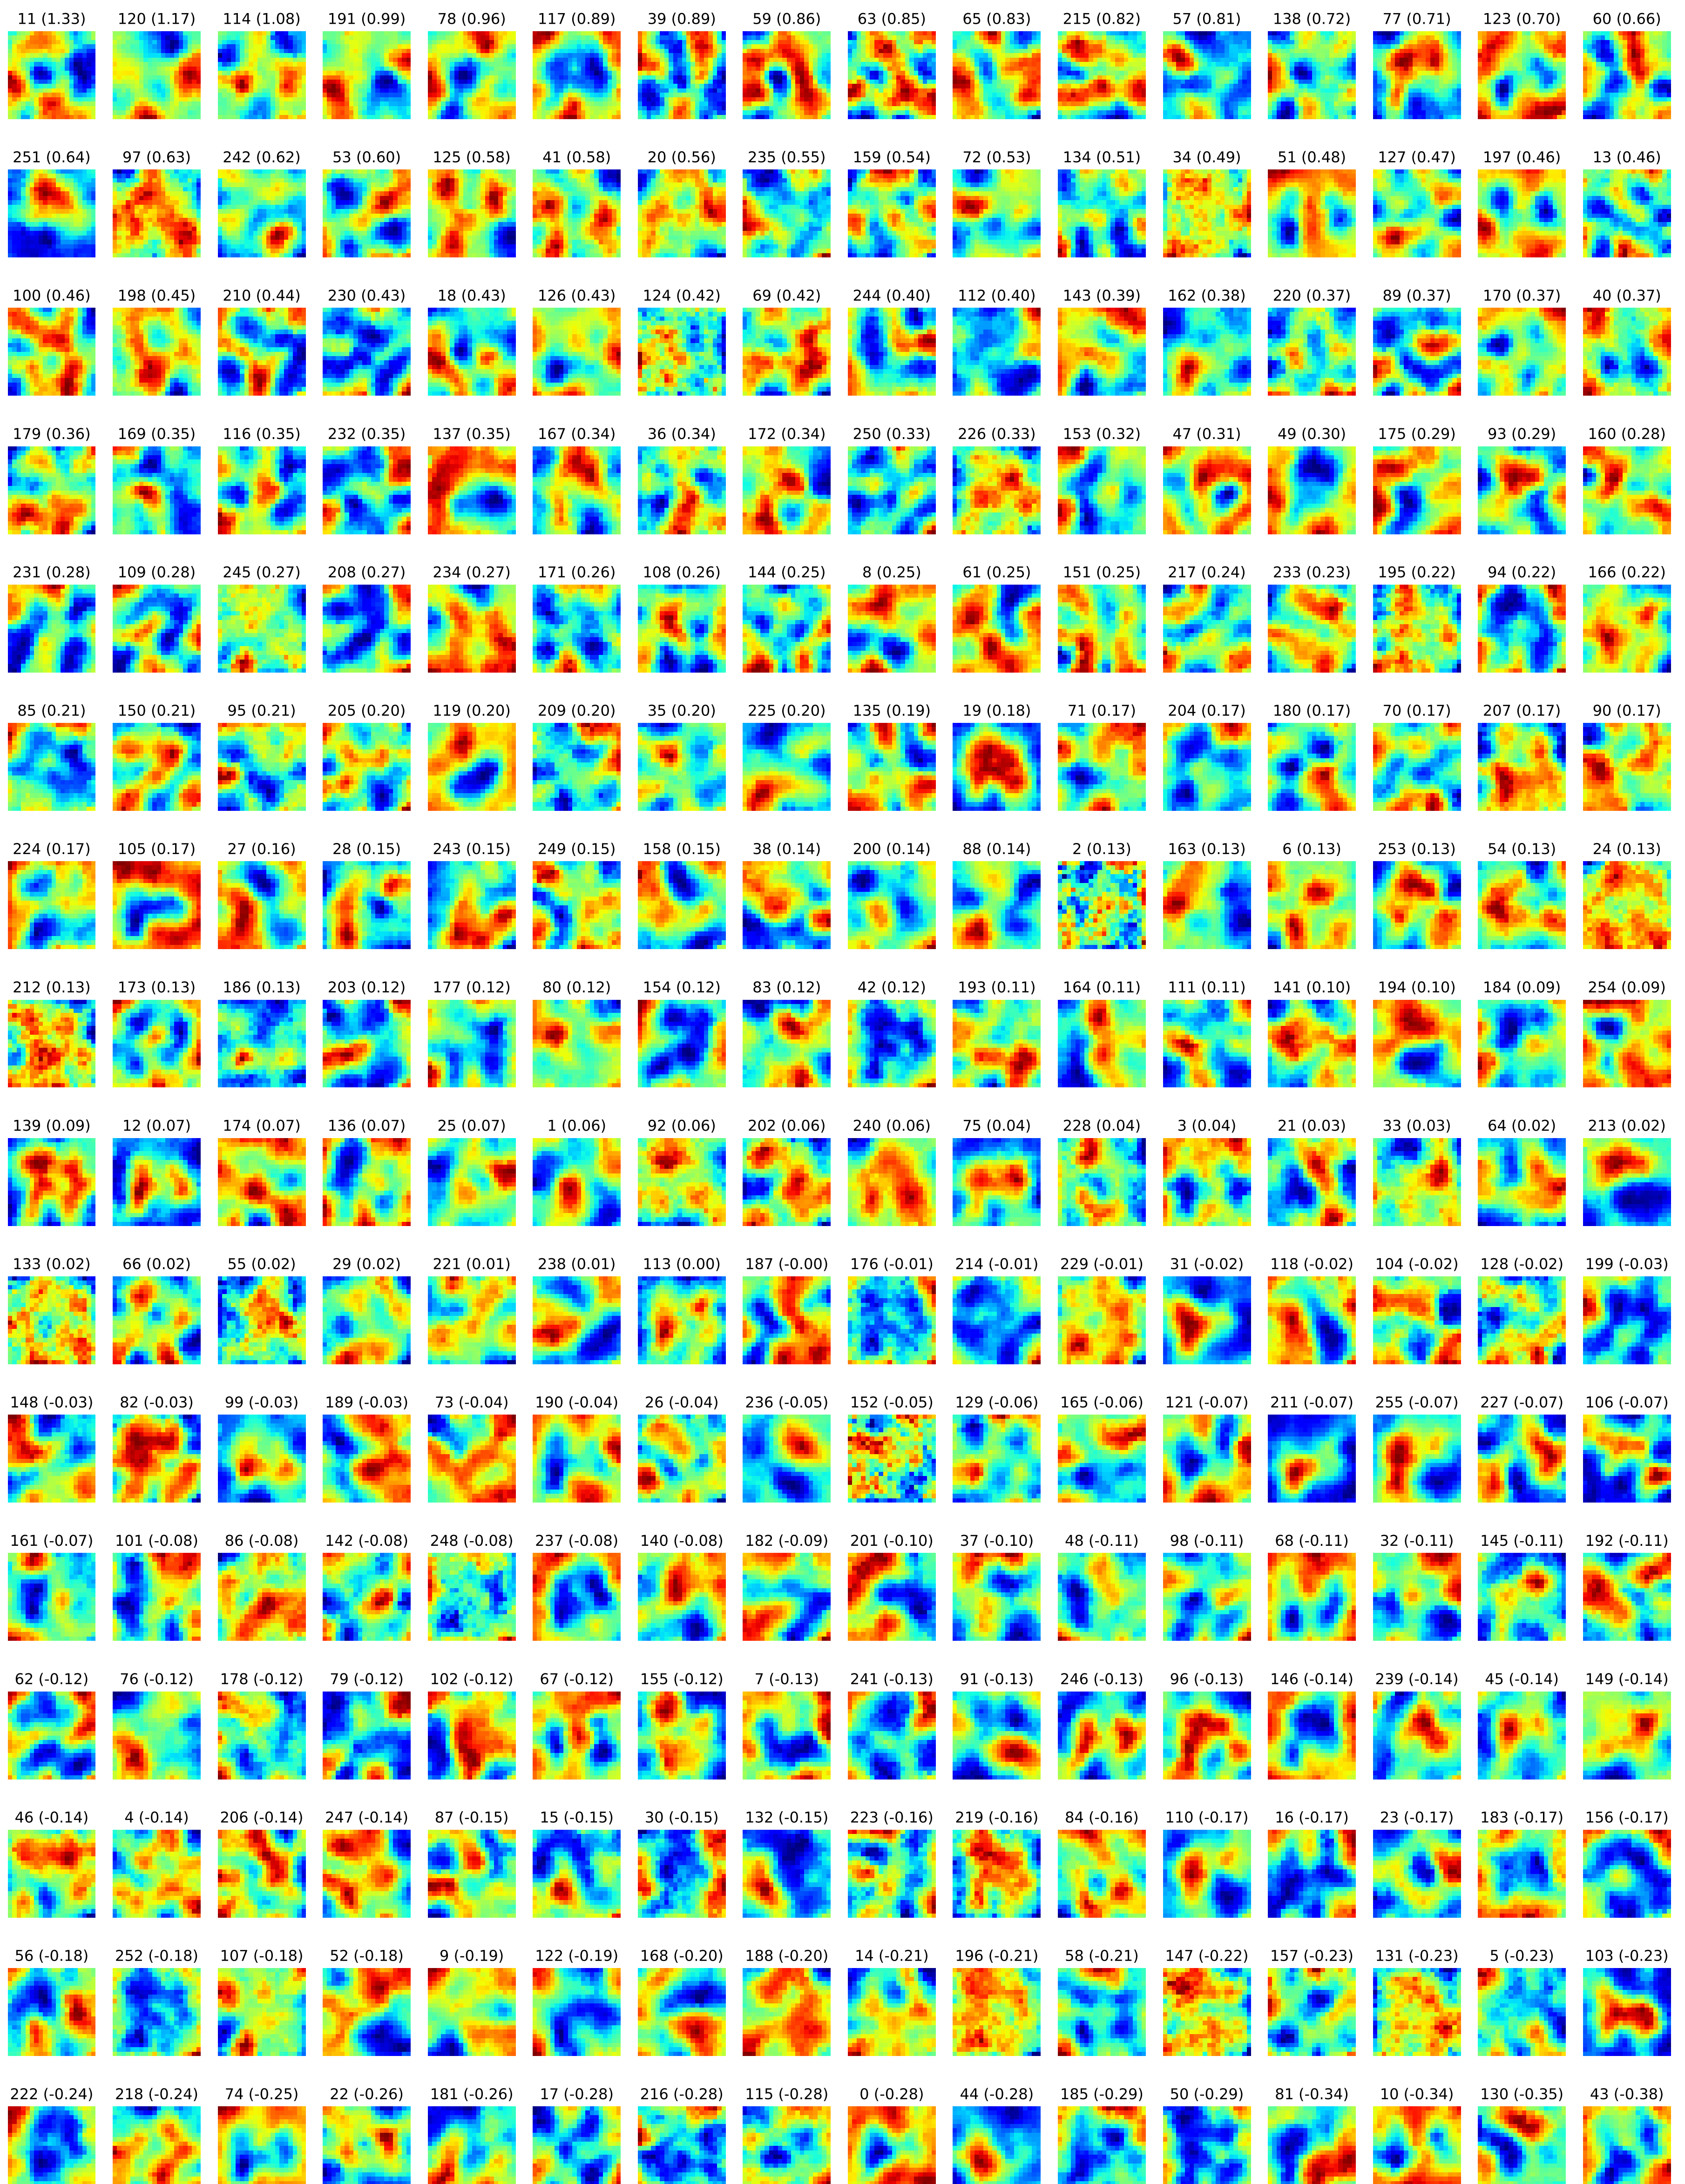 11 (1.33) 120 (1.17) 114 (1.08) 191 (0.99) 78 (0.96) 117 (0.89) 39 (0.89) 59 (0.86) 63 (0.85) 65 (0.83) 215 (0.82) 57 (0.81) 138 (0.72) 77 (0.71) 123 (0.70) 60 (0.66)
251 (0.64) 97 (0.63) 242 (0.62) 53 (0.60) 125 (0.58) 41 (0.58) 20 (0.56) 235 (0.55) 159 (0.54) 72 (0.53) 134 (0.51) 34 (0.49) 51 (0.48) 127 (0.47) 197 (0.46) 13 (0.46)
100 (0.46) 198 (0.45) 210 (0.44) 230 (0.43) 18 (0.43) 126 (0.43) 124 (0.42) 69 (0.42) 244 (0.40) 112 (0.40) 143 (0.39) 162 (0.38) 220 (0.37) 89 (0.37) 170 (0.37) 40 (0.37)
179 (0.36) 169 (0.35) 116 (0.35) 232 (0.35) 137 (0.35) 167 (0.34) 36 (0.34) 172 (0.34) 250 (0.33) 226 (0.33) 153 (0.32) 47 (0.31) 49 (0.30) 175 (0.29) 93 (0.29) 160 (0.28)
231 (0.28) 109 (0.28) 245 (0.27) 208 (0.27) 234 (0.27) 171 (0.26) 108 (0.26) 144 (0.25) 8 (0.25) 61 (0.25) 151 (0.25) 217 (0.24) 233 (0.23) 195 (0.22) 94 (0.22) 166 (0.22)
85 (0.21) 150 (0.21) 95 (0.21) 205 (0.20) 119 (0.20) 209 (0.20) 35 (0.20) 225 (0.20) 135 (0.19) 19 (0.18) 71 (0.17) 204 (0.17) 180 (0.17) 70 (0.17) 207 (0.17) 90 (0.17)
224 (0.17) 105 (0.17) 27 (0.16) 28 (0.15) 243 (0.15) 249 (0.15) 158 (0.15) 38 (0.14) 200 (0.14) 88 (0.14) 2 (0.13) 163 (0.13) 6 (0.13) 253 (0.13) 54 (0.13) 24 (0.13)
212 (0.13) 173 (0.13) 186 (0.13) 203 (0.12) 177 (0.12) 80 (0.12) 154 (0.12) 83 (0.12) 42 (0.12) 193 (0.11) 164 (0.11) 111 (0.11) 141 (0.10) 194 (0.10) 184 (0.09) 254 (0.09)
139 (0.09) 12 (0.07) 174 (0.07) 136 (0.07) 25 (0.07) 1 (0.06) 92 (0.06) 202 (0.06) 240 (0.06) 75 (0.04) 228 (0.04) 3 (0.04) 21 (0.03) 33 (0.03) 64 (0.02) 213 (0.02)
133 (0.02) 66 (0.02) 55 (0.02) 29 (0.02) 221 (0.01) 238 (0.01) 113 (0.00) 187 (-0.00) 176 (-0.01) 214 (-0.01) 229 (-0.01) 31 (-0.02) 118 (-0.02) 104 (-0.02) 128 (-0.02) 199 (-0.03)
148 (-0.03) 82 (-0.03) 99 (-0.03) 189 (-0.03) 73 (-0.04) 190 (-0.04) 26 (-0.04) 236 (-0.05) 152 (-0.05) 129 (-0.06) 165 (-0.06) 121 (-0.07) 211 (-0.07) 255 (-0.07) 227 (-0.07) 106 (-0.07)
161 (-0.07) 101 (-0.08) 86 (-0.08) 142 (-0.08) 248 (-0.08) 237 (-0.08) 140 (-0.08) 182 (-0.09) 201 (-0.10) 37 (-0.10) 48 (-0.11) 98 (-0.11) 68 (-0.11) 32 (-0.11) 145 (-0.11) 192 (-0.11)
62 (-0.12) 76 (-0.12) 178 (-0.12) 79 (-0.12) 102 (-0.12) 67 (-0.12) 155 (-0.12) 7 (-0.13) 241 (-0.13) 91 (-0.13) 246 (-0.13) 96 (-0.13) 146 (-0.14) 239 (-0.14) 45 (-0.14) 149 (-0.14)
46 (-0.14) 4 (-0.14) 206 (-0.14) 247 (-0.14) 87 (-0.15) 15 (-0.15) 30 (-0.15) 132 (-0.15) 223 (-0.16) 219 (-0.16) 84 (-0.16) 110 (-0.17) 16 (-0.17) 23 (-0.17) 183 (-0.17) 156 (-0.17)
56 (-0.18) 252 (-0.18) 107 (-0.18) 52 (-0.18) 9 (-0.19) 122 (-0.19) 168 (-0.20) 188 (-0.20) 14 (-0.21) 196 (-0.21) 58 (-0.21) 147 (-0.22) 157 (-0.23) 131 (-0.23) 5 (-0.23) 103 (-0.23)
222 (-0.24) 218 (-0.24) 74 (-0.25) 22 (-0.26) 181 (-0.26) 17 (-0.28) 216 (-0.28) 115 (-0.28) 0 (-0.28) 44 (-0.28) 185 (-0.29) 50 (-0.29) 81 (-0.34) 10 (-0.34) 130 (-0.35) 43 (-0.38)